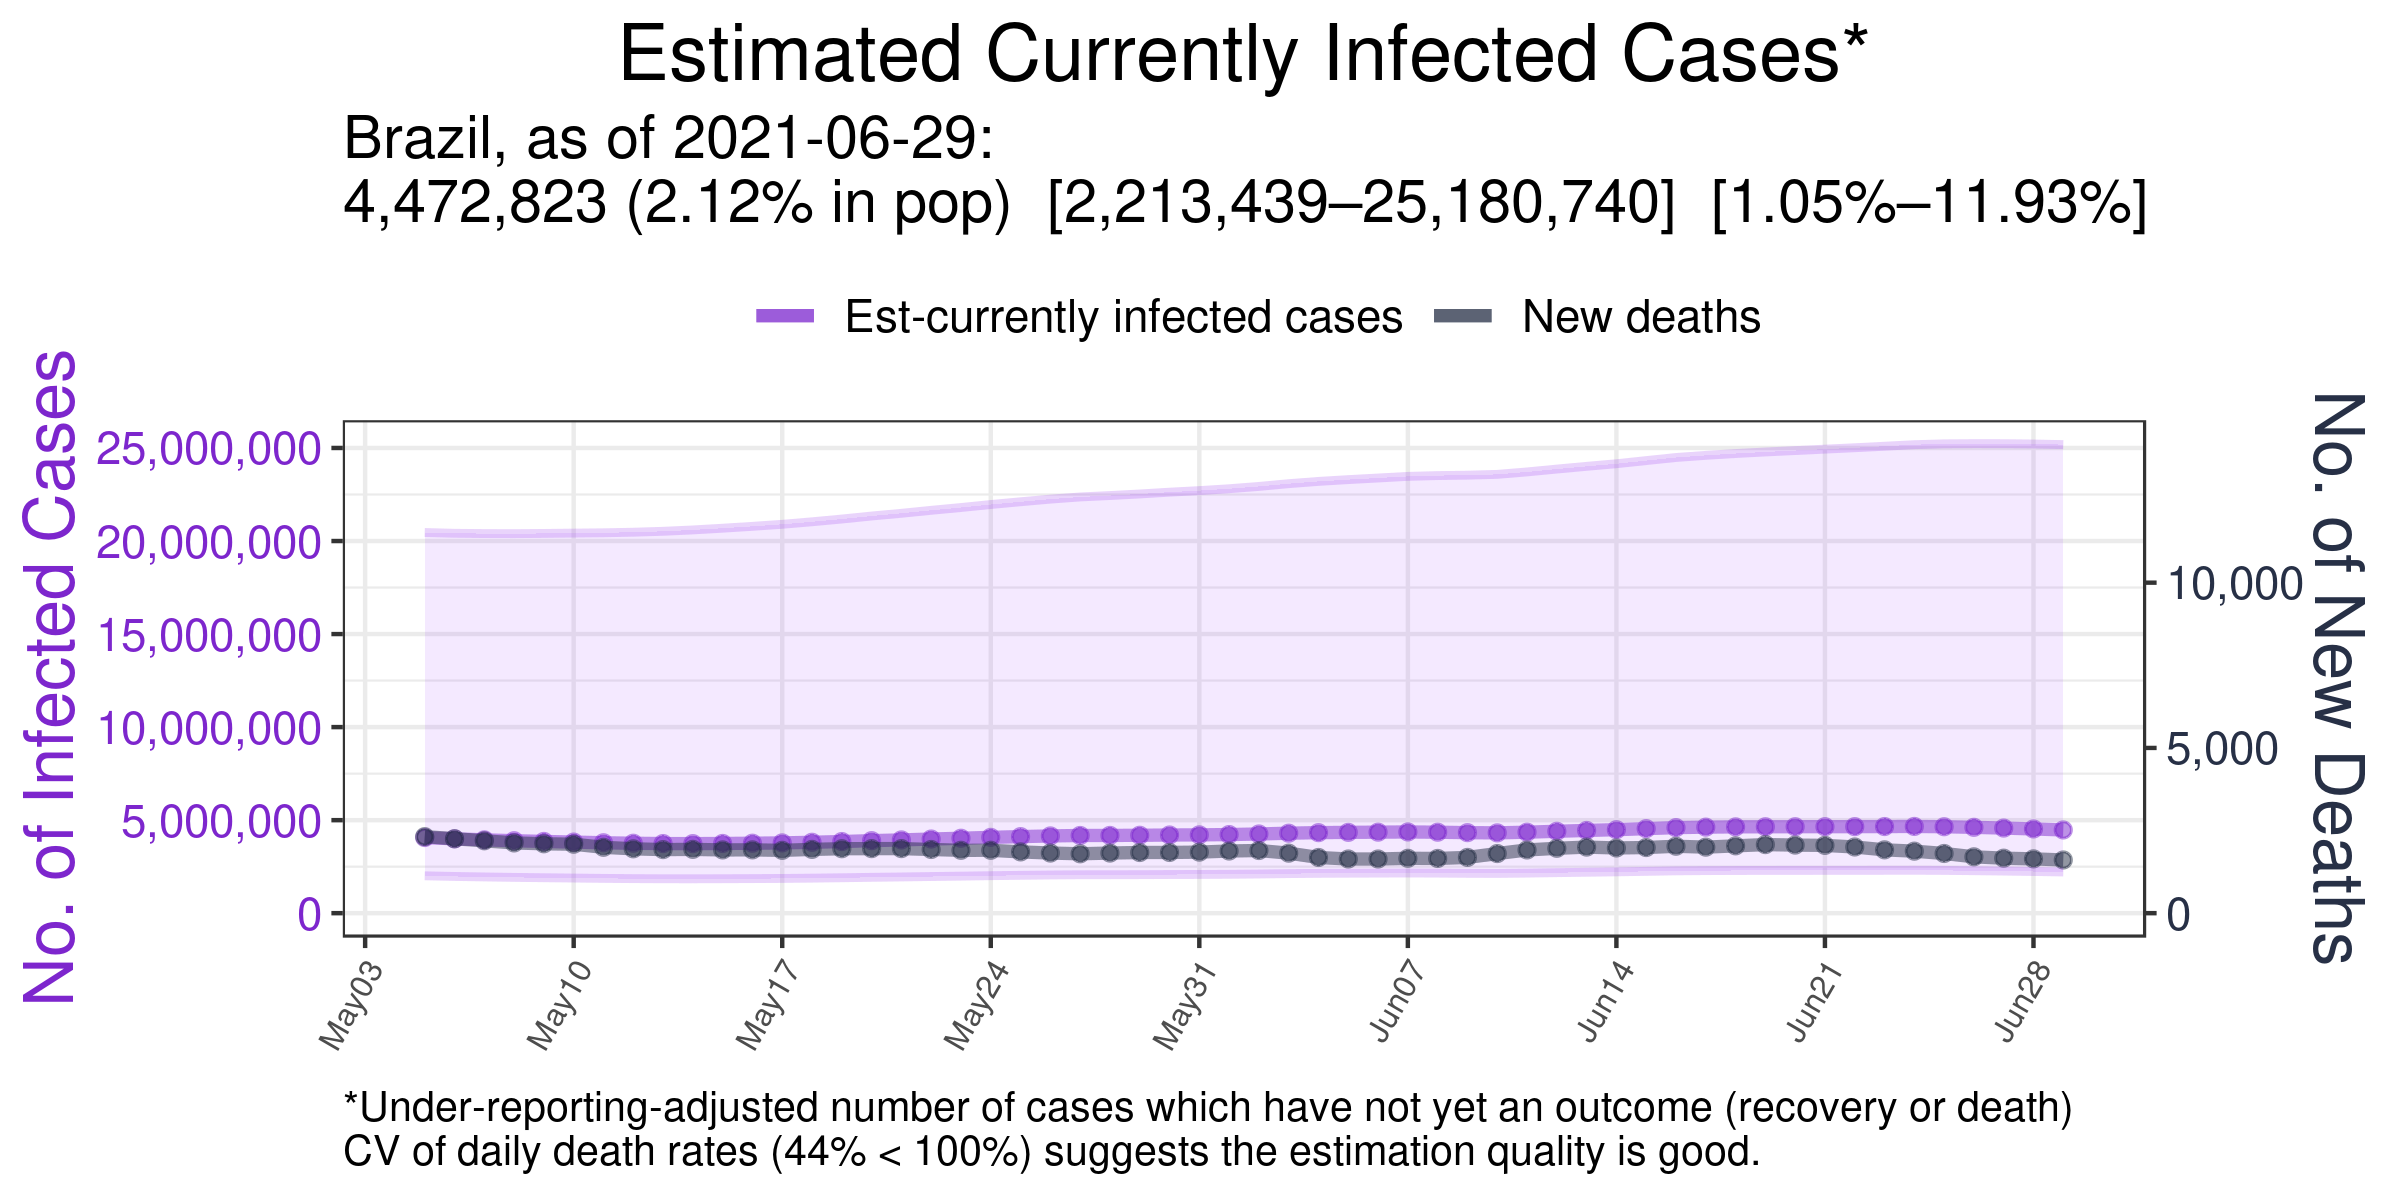 Estimated Currently Infected Cases*
Brazil, as of 2021-06-29:
4,472,823 (2.12% in pop) [2,213,439–25,180,740] [1.05%–11.93%]
Est-currently infected cases New deaths
No. of Infected Cases
25,000,000
20,000,000
15,000,000
10,000,000
5,000,000
0
10,000
5,000
0
No. of New Deaths
May03 May10 May17 May24 May31 Jun07 Jun14 Jun21 Jun28
*Under-reporting-adjusted number of cases which have not yet an outcome (recovery or death)
CV of daily death rates (44% < 100%) suggests the estimation quality is good.